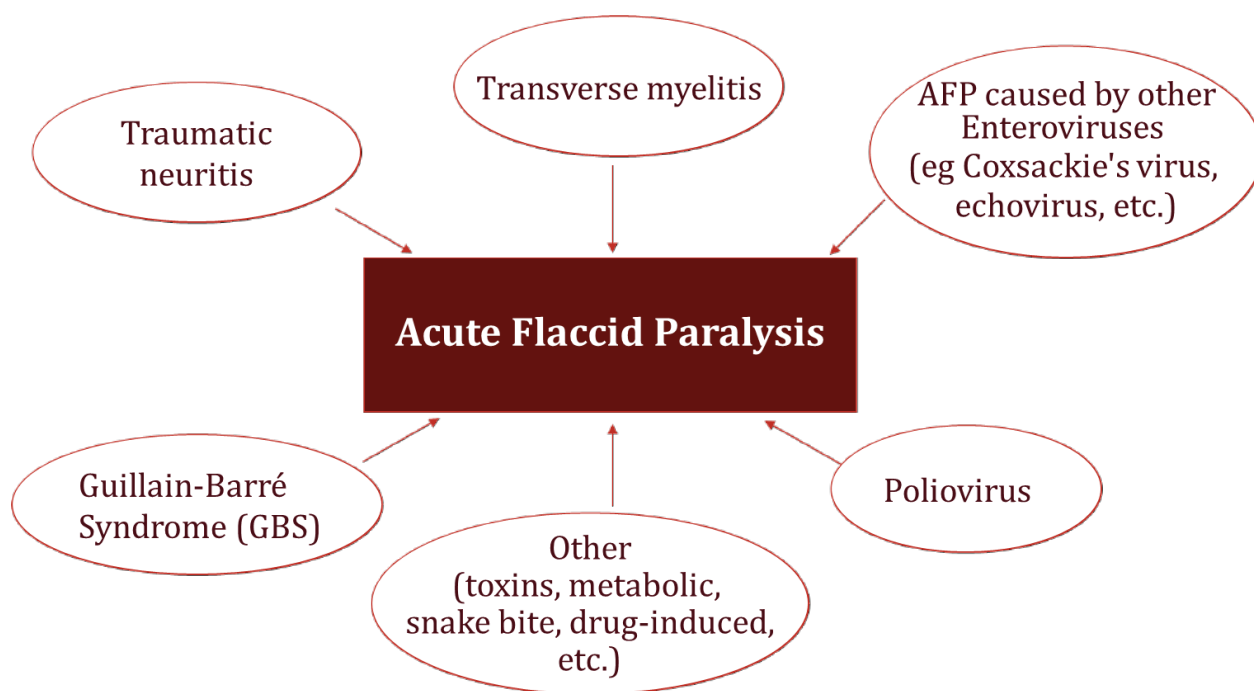 Transverse myelitis
Traumatic
neuritis
AFP caused by other
Enteroviruses
(eg Coxsackie's virus,
echovirus, etc.)
Acute Flaccid Paralysis
Guillain-Barré
Syndrome (GBS)
Other
(toxins, metabolic,
snake bite, drug-induced,
etc.)
Poliovirus